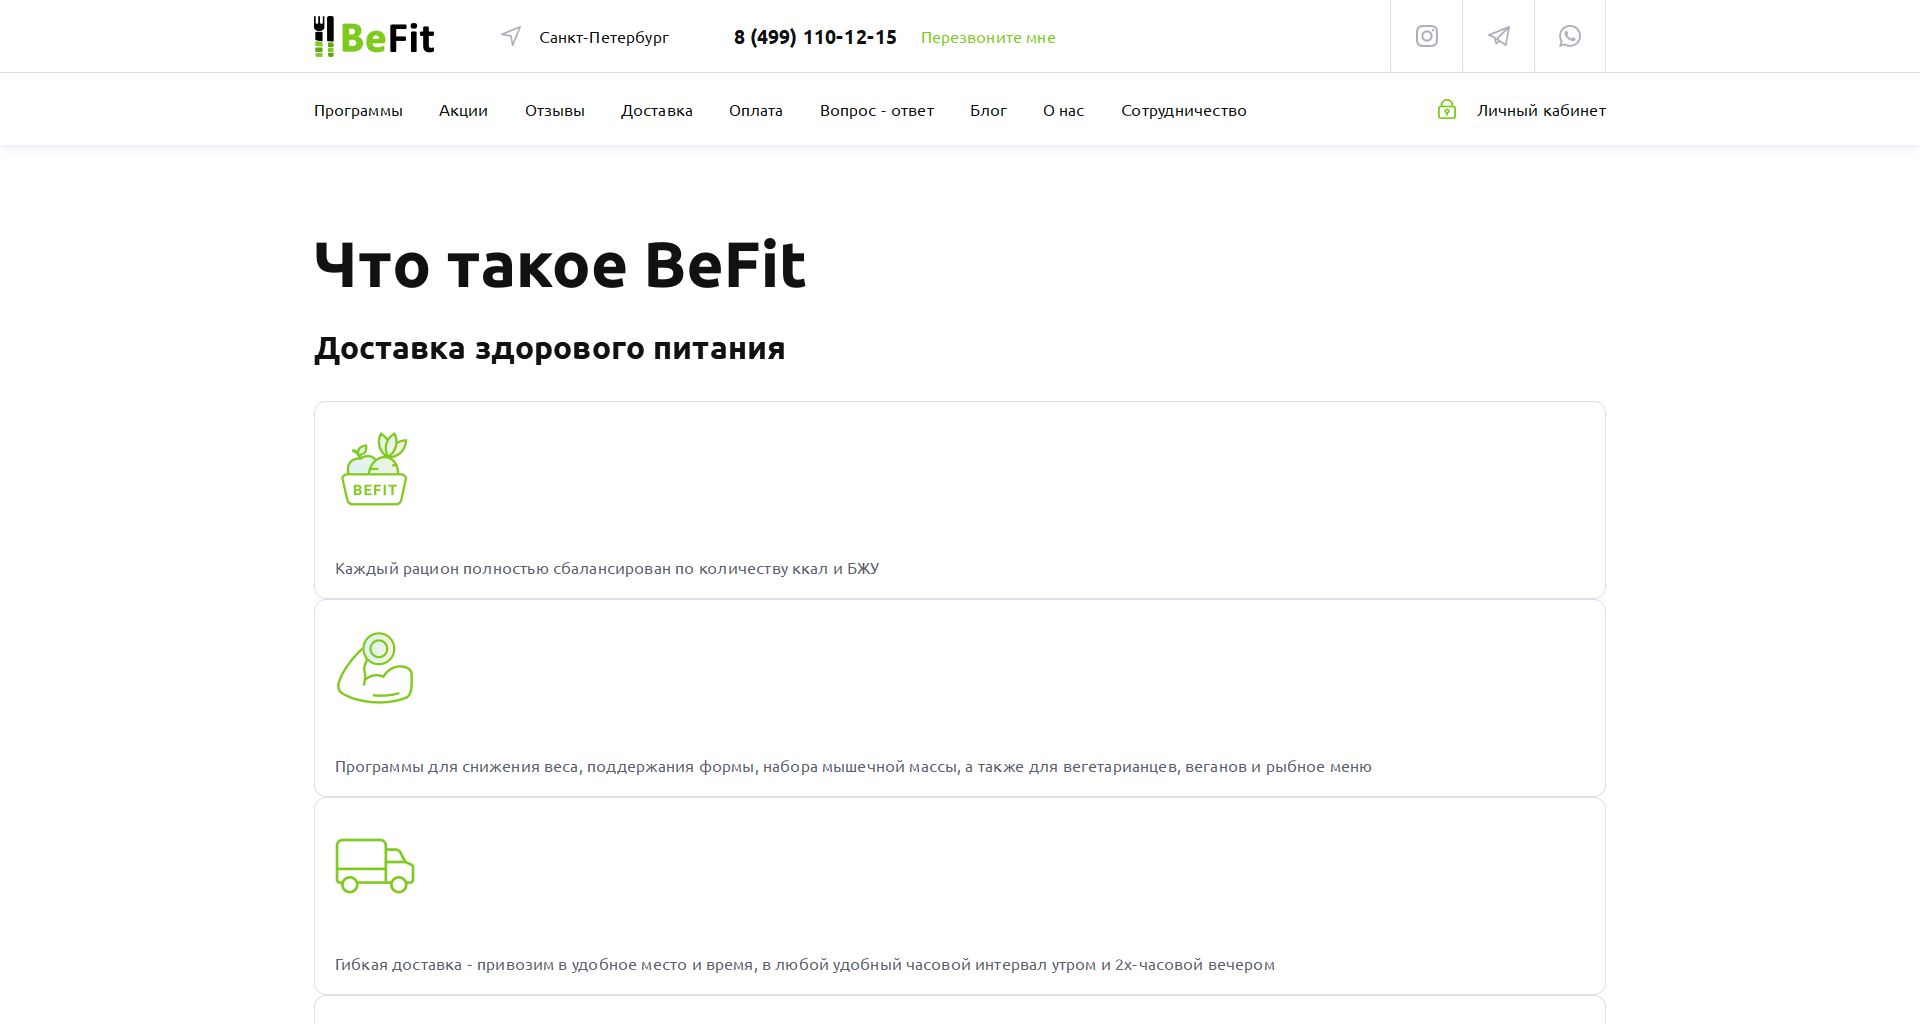 BeFit
Санкт-Петербург
8 (499) 110-12-15
Перезвоните мне
Программы
Акции
Отзывы
Доставка
Оплата
Вопрос - ответ
Блог
О нас
Сотрудничество
Личный кабинет
Что такое BeFit
Доставка здорового питания
BEFIT
Каждый рацион полностью сбалансирован по количеству ккал и БЖУ
Программы для снижения веса, поддержания формы, набора мышечной массы, а также для вегетарианцев, веганов и рыбное меню
Гибкая доставка - привозим в удобное место и время, в любой удобный часовой интервал утром и 2х-часовой вечером